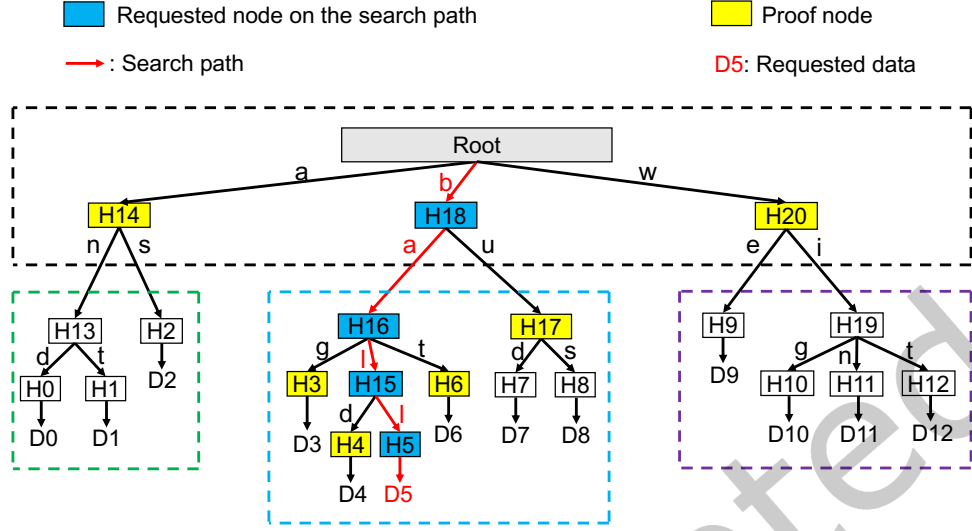 Requested node on the search path
Proof node
: Search path
D5: Requested data
Root
a
b
w
H14
H18
H20
n
s
a
u
e
i
H13
H2
H16
H17
H9
H19
d
t
g
l
t
d
s
g
n
t
H0
H1
D2
H3
H15
H6
H7
H8
D9
H10
H11
H12
d
l
D0
D1
D3
H4
H5
D6
D7
D8
D10
D11
D12
D4
D5